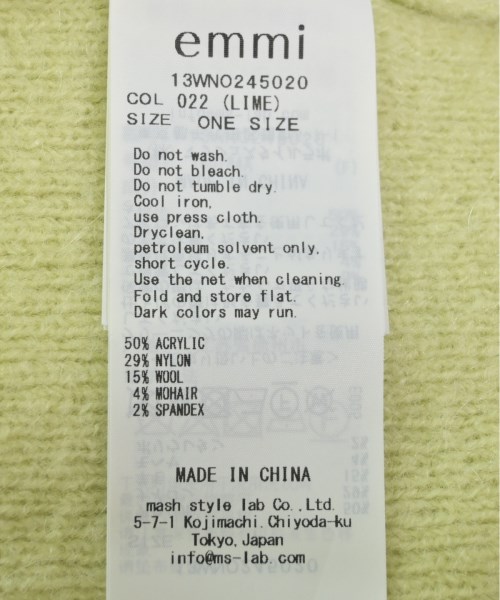 emmi
13WNO245020
COL 022 (LIME)
SIZE ONE SIZE
Do not wash.
Do not bleach.
Do not tumble dry.
Cool iron,
use press cloth.
Dryclean,
petroleum solvent only,
short cycle.
Use the net when cleaning.
Fold and store flat.
Dark colors may run.
50% ACRYLIC
29% NYLON
15% WOOL
4% MOHAIR
2% SPANDEX
MADE IN CHINA
mash style lab Co.,Ltd.
5-7-1 Kojimachi.Chiyoda-ku
Tokyo,Japan
info@ms-lab.com